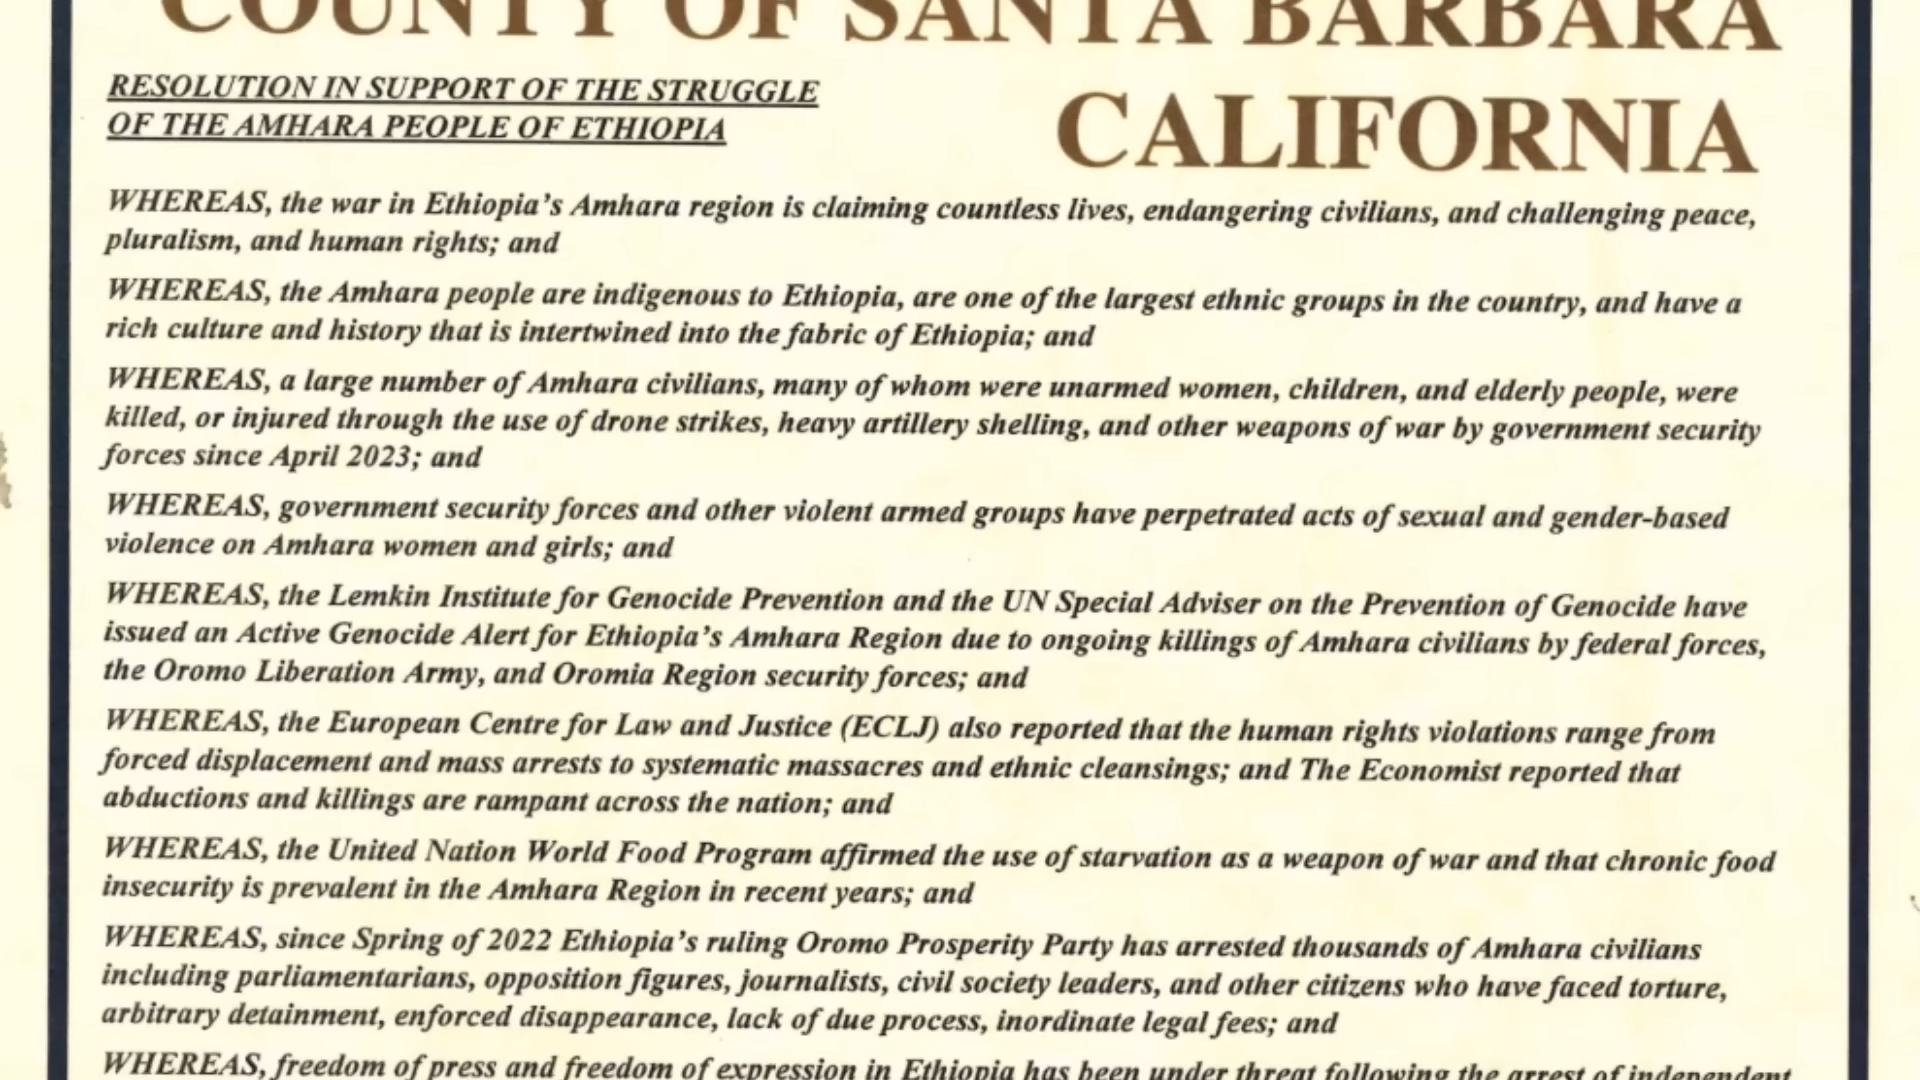 COUNTY OF SANTA BARBARA
CALIFORNIA
RESOLUTION IN SUPPORT OF THE STRUGGLE
OF THE AMHARA PEOPLE OF ETHIOPIA
WHEREAS, the war in Ethiopia's Amhara region is claiming countless lives, endangering civilians, and challenging peace,
pluralism, and human rights; and
WHEREAS, the Amhara people are indigenous to Ethiopia, are one of the largest ethnic groups in the country, and have a
rich culture and history that is intertwined into the fabric of Ethiopia; and
WHEREAS, a large number of Amhara civilians, many of whom were unarmed women, children, and elderly people, were
killed, or injured through the use of drone strikes, heavy artillery shelling, and other weapons of war by government security
forces since April 2023; and
WHEREAS, government security forces and other violent armed groups have perpetrated acts of sexual and gender-based
violence on Amhara women and girls; and
WHEREAS, the Lemkin Institute for Genocide Prevention and the UN Special Adviser on the Prevention of Genocide have
issued an Active Genocide Alert for Ethiopia's Amhara Region due to ongoing killings of Amhara civilians by federal forces,
the Oromo Liberation Army, and Oromia Region security forces; and
WHEREAS, the European Centre for Law and Justice (ECLJ) also reported that the human rights violations range from
forced displacement and mass arrests to systematic massacres and ethnic cleansings; and The Economist reported that
abductions and killings are rampant across the nation; and
WHEREAS, the United Nation World Food Program affirmed the use of starvation as a weapon of war and that chronic food
insecurity is prevalent in the Amhara Region in recent years; and
WHEREAS, since Spring of 2022 Ethiopia's ruling Oromo Prosperity Party has arrested thousands of Amhara civilians
including parliamentarians, opposition figures, journalists, civil society leaders, and other citizens who have faced torture,
arbitrary detainment, enforced disappearance, lack of due process, inordinate legal fees; and
WHEREAS, freedom of press and freedom of expression in Ethiopia has been under threat following the arrest of independent